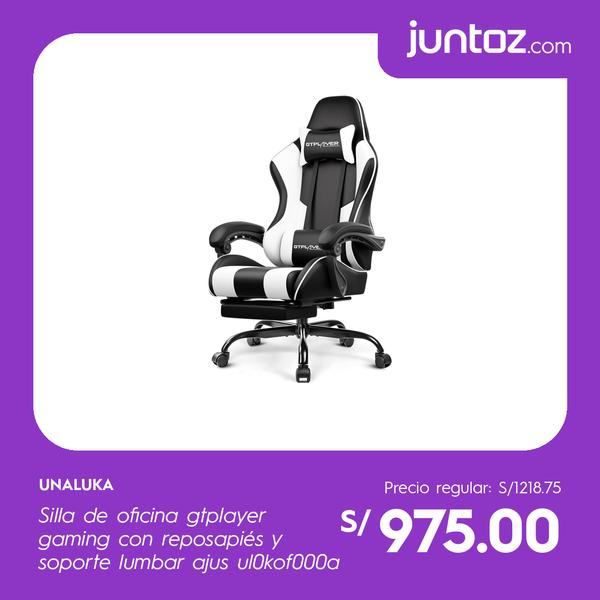 juntoz.com
GTPLAYER
GTPLAYER
UNALUKA
Silla de oficina gtplayer
gaming con reposapiés y
soporte lumbar ajus ul0kof000a
Precio regular: S/1218.75
S/ 975.00